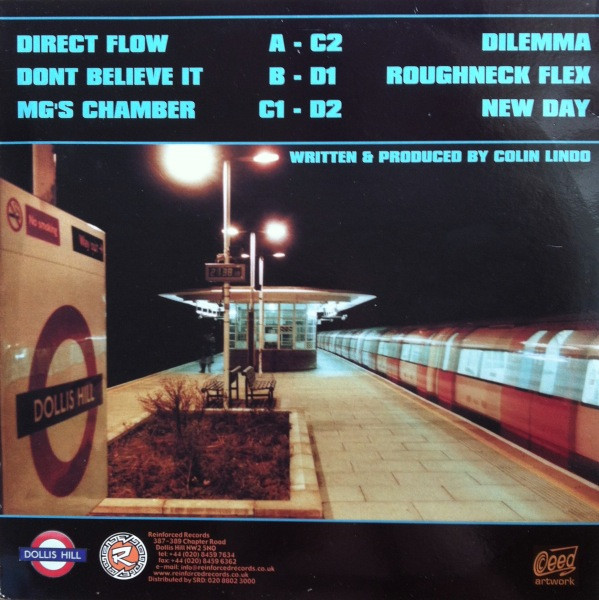 DIRECT FLOW A - C2 DILEMMA
DONT BELIEVE IT B - D1 ROUGHNECK FLEX
MG'S CHAMBER C1 - D2 NEW DAY
WRITTEN & PRODUCED BY COLIN LINDO
No smoking
Way out
DOLLIS HILL
DOLLIS HILL
R
Reinforced Records
387-389 Chapter Road
Dollis Hill NW2 5NQ
tel: +44 (020) 8459 7634
fax: +44 (020) 8459 6362
e-mail: info@reinforcedrecords.co.uk
www.reinforcedrecords.co.uk
Distributed by SRD: 020 8802 3000
©eed
artwork